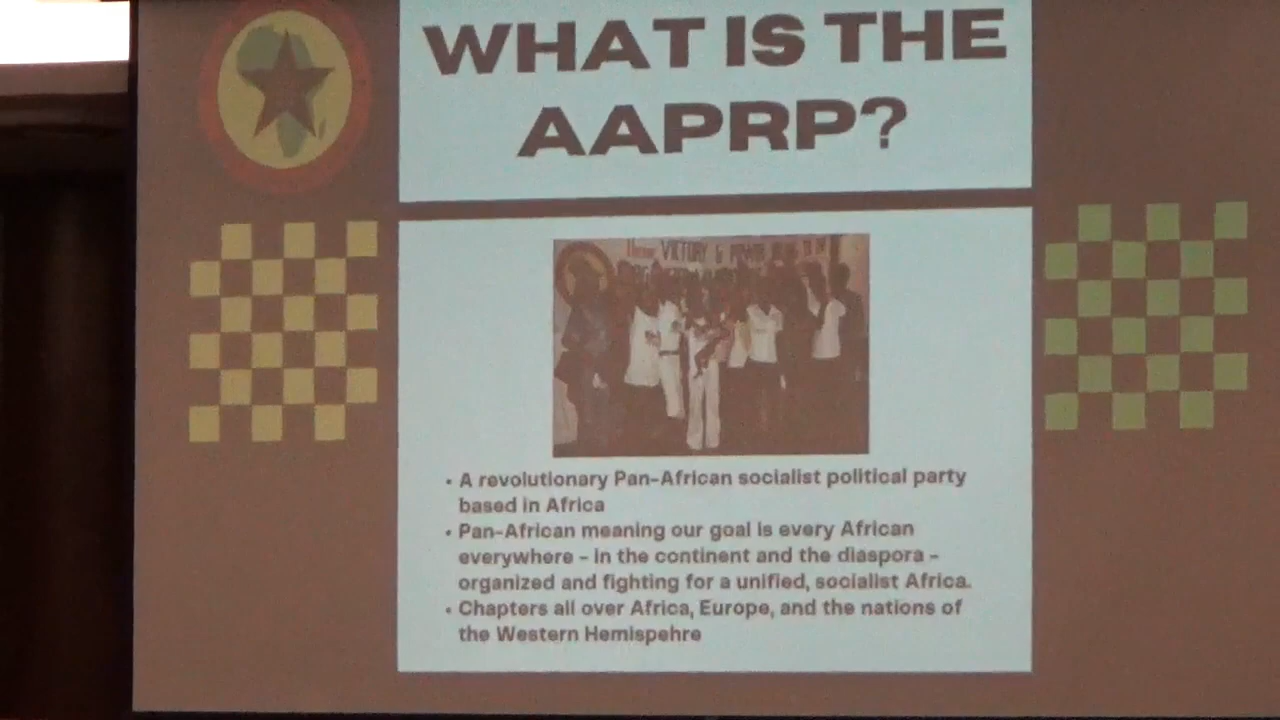 WHAT IS THE
AAPRP?
VICTORY
• A revolutionary Pan-African socialist political party
based in Africa
• Pan-African meaning our goal is every African
everywhere - in the continent and the diaspora -
organized and fighting for a unified, socialist Africa.
• Chapters all over Africa, Europe, and the nations of
the Western Hemispehre